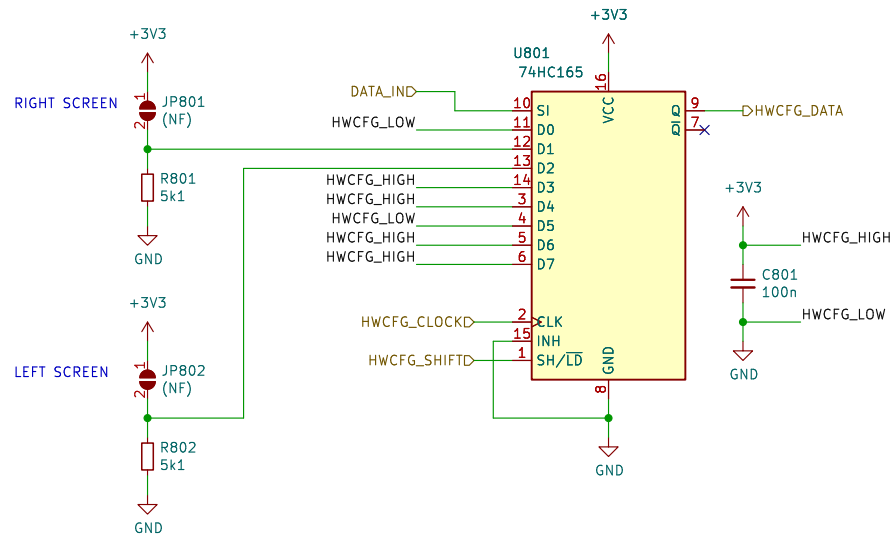 +3V3
RIGHT SCREEN
1
JP801
(NF)
2
R801
5k1
GND
+3V3
LEFT SCREEN
1
JP802
(NF)
2
R802
5k1
GND
+3V3
U801
74HC165
16
VCC
DATA_IN
10 SI
HWCFG_LOW
11 D0
12 D1
13 D2
HWCFG_HIGH
14 D3
HWCFG_HIGH
3 D4
HWCFG_LOW
4 D5
HWCFG_HIGH
5 D6
HWCFG_HIGH
6 D7
HWCFG_CLOCK
2 CLK
15 INH
HWCFG_SHIFT
1 SH/L̅D̅
GND
8
GND
Q 9
HWCFG_DATA
Q̅ 7
+3V3
HWCFG_HIGH
C801
100n
HWCFG_LOW
GND